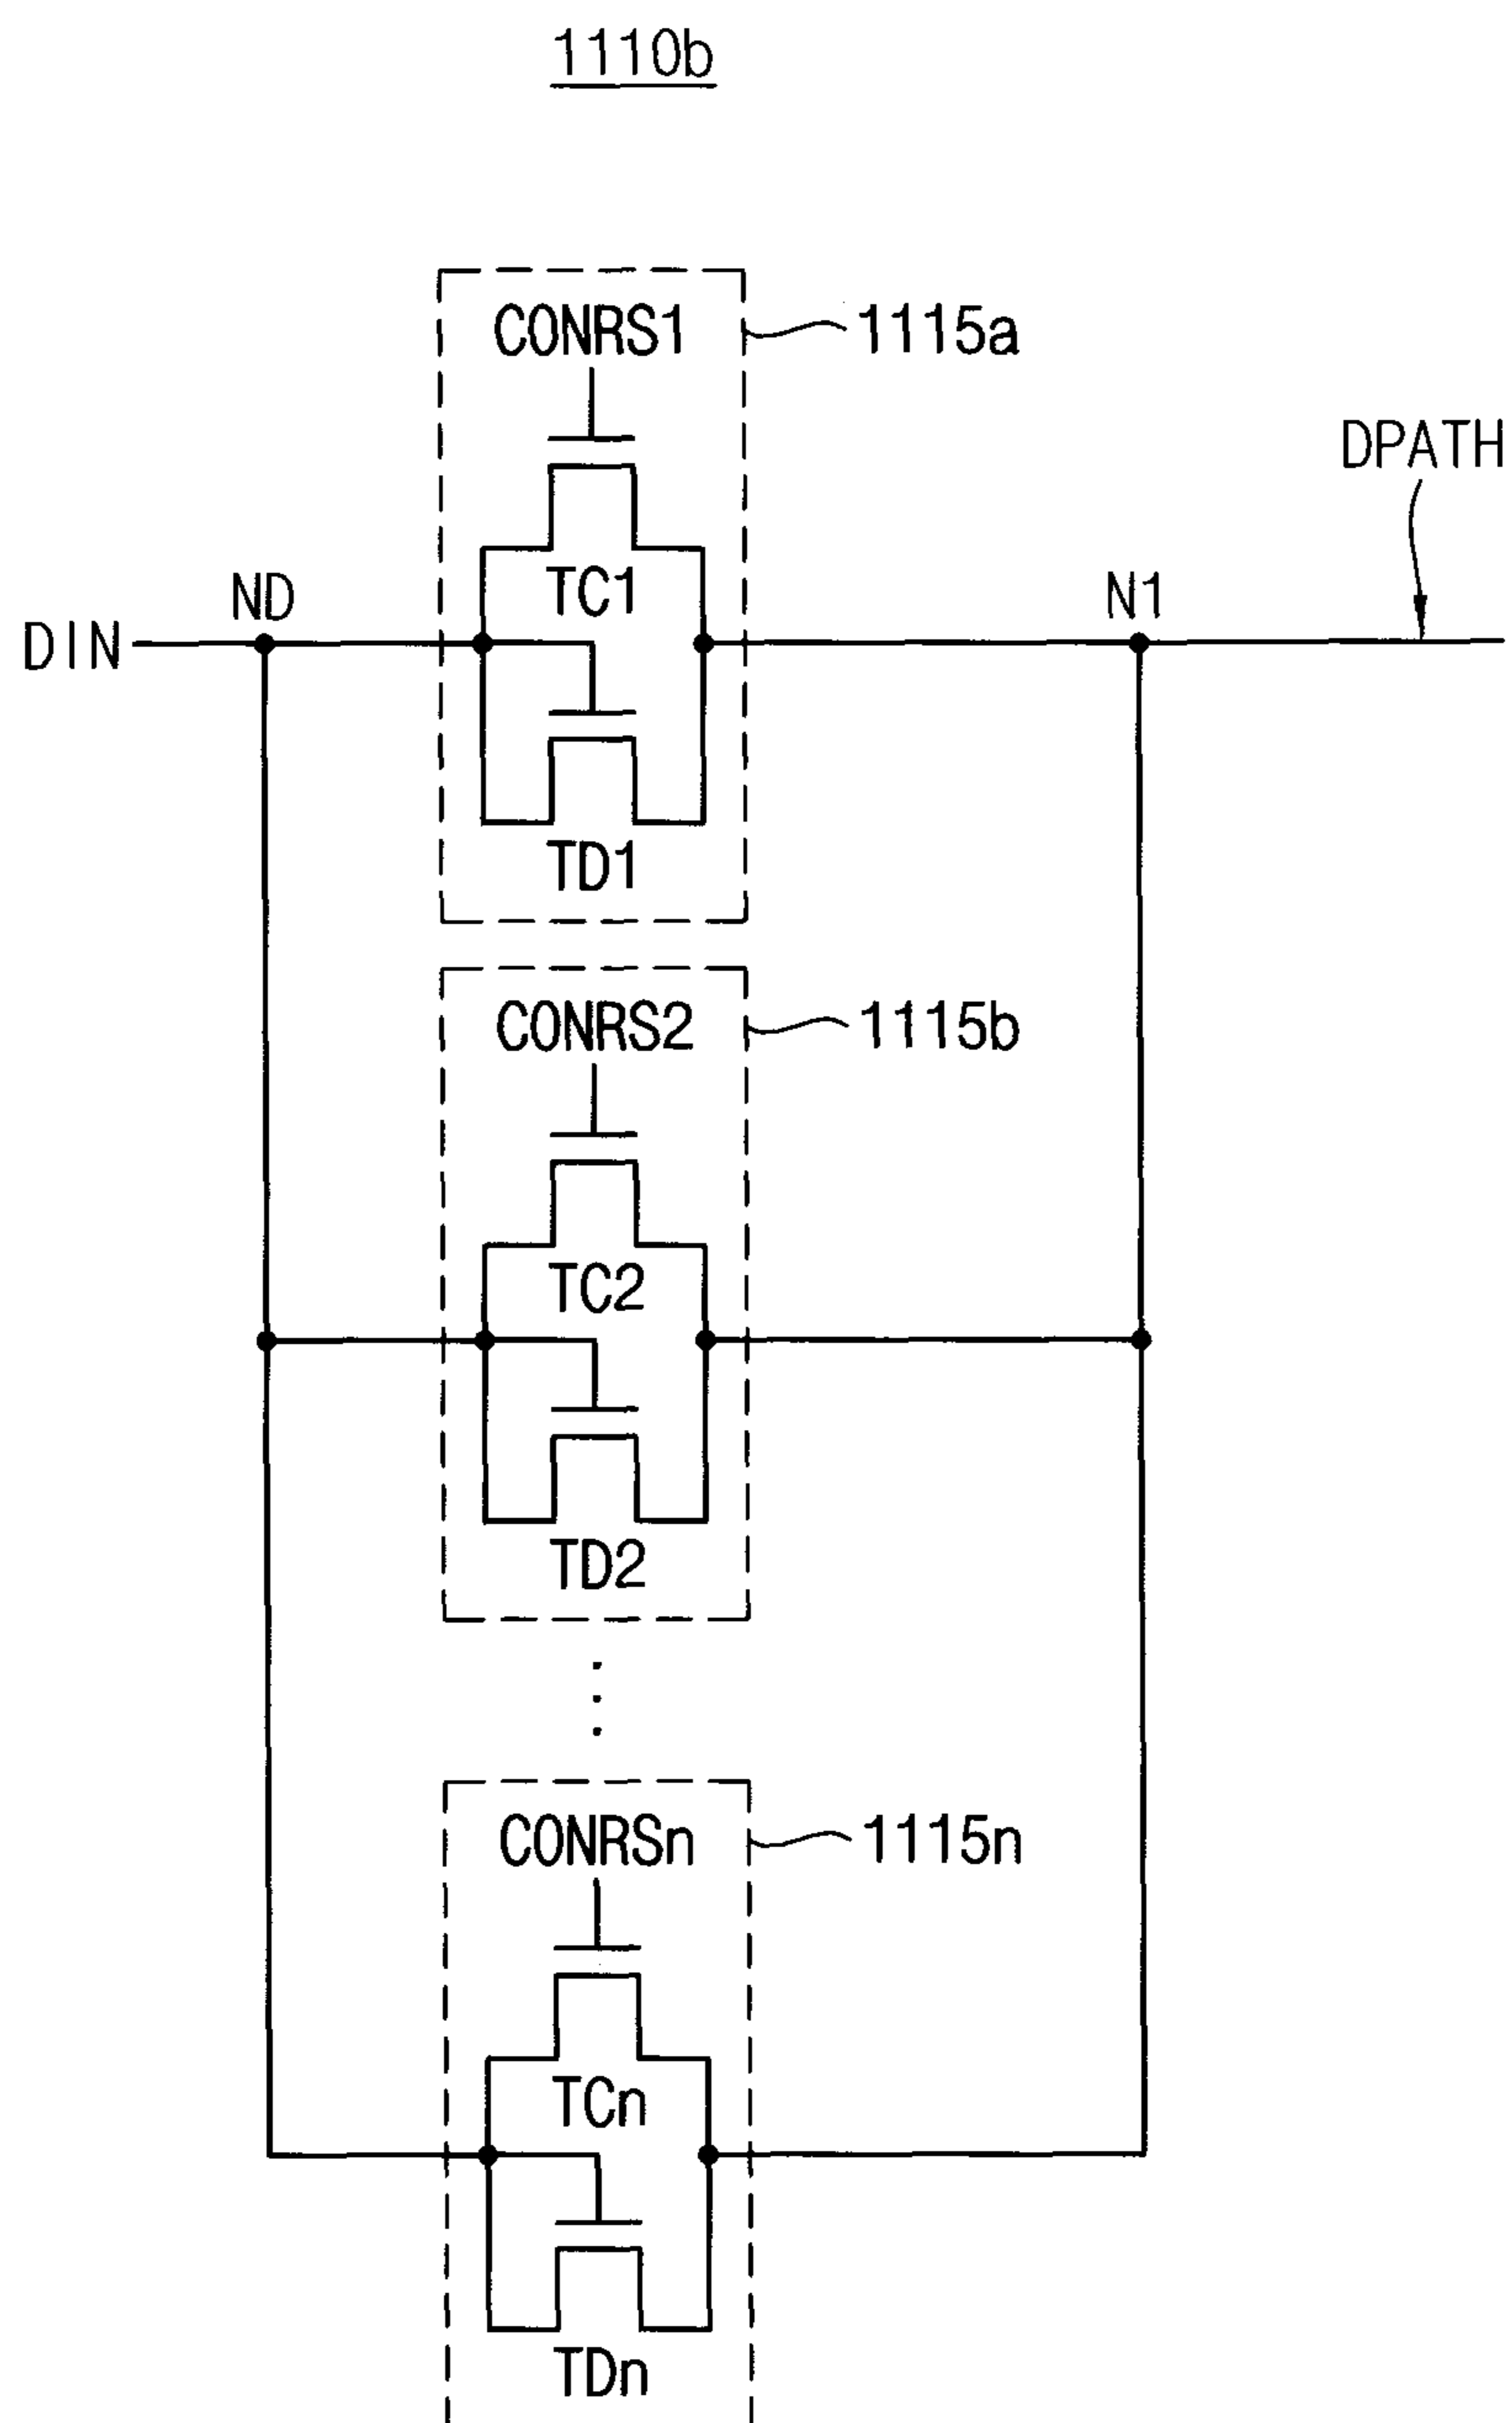 1110b
CONRS1
1115a
DPATH
TC1
ND
N1
DIN
TD1
CONRS2
1115b
TC2
TD2
CONRSn
1115n
TCn
TDn